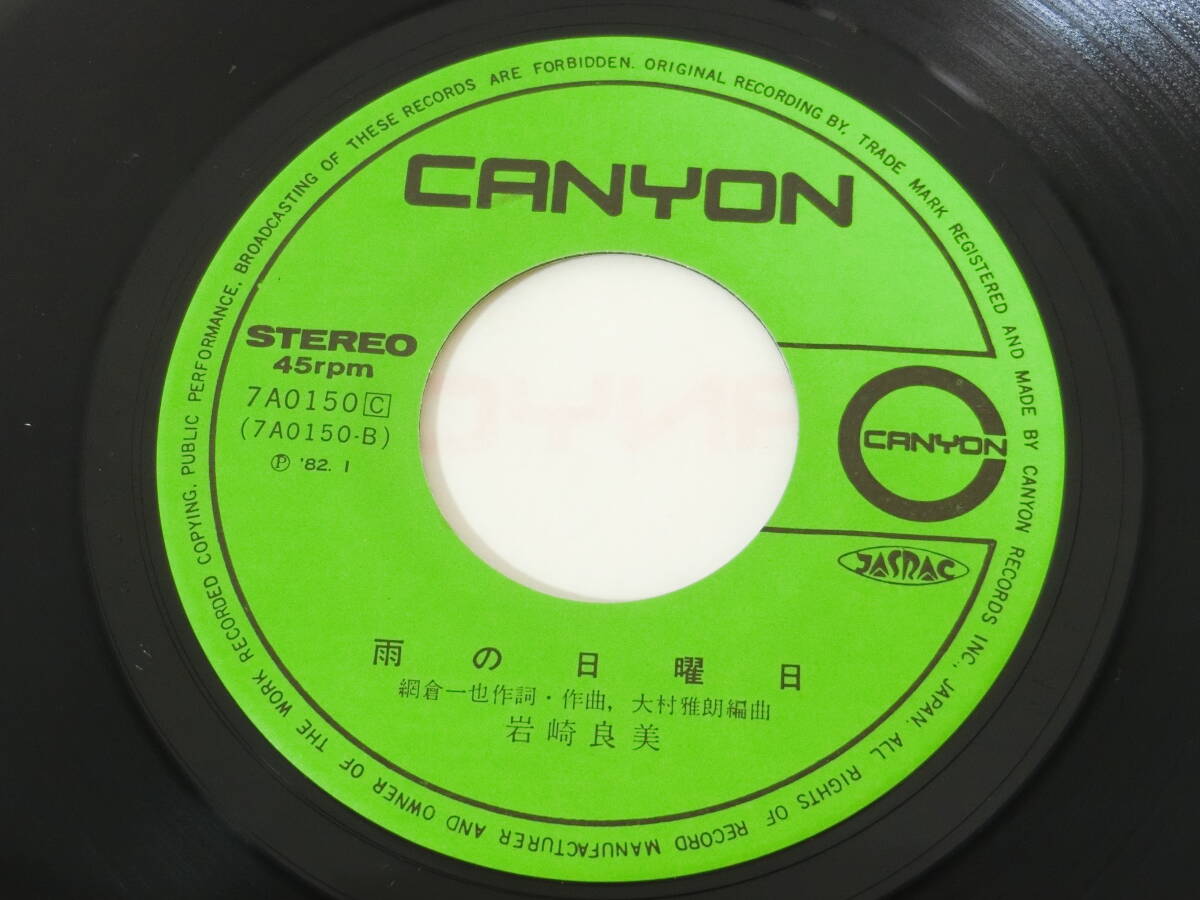 CANYON
STEREO
45rpm
7A0150 C
(7A0150-B)
Ⓟ '82. 1
CANYON
JASRAC
雨の日曜日
網倉一也作詞・作曲, 大村雅朗編曲
岩崎良美
ORIGINAL RECORDING BY, TRADE MARK REGISTERED AND MADE BY CANYON RECORDS INC., JAPAN. ALL RIGHTS OF RECORD MANUFACTURER AND OWNER OF THE WORK RECORDED COPYING, PUBLIC PERFORMANCE, BROADCASTING OF THESE RECORDS ARE FORBIDDEN.